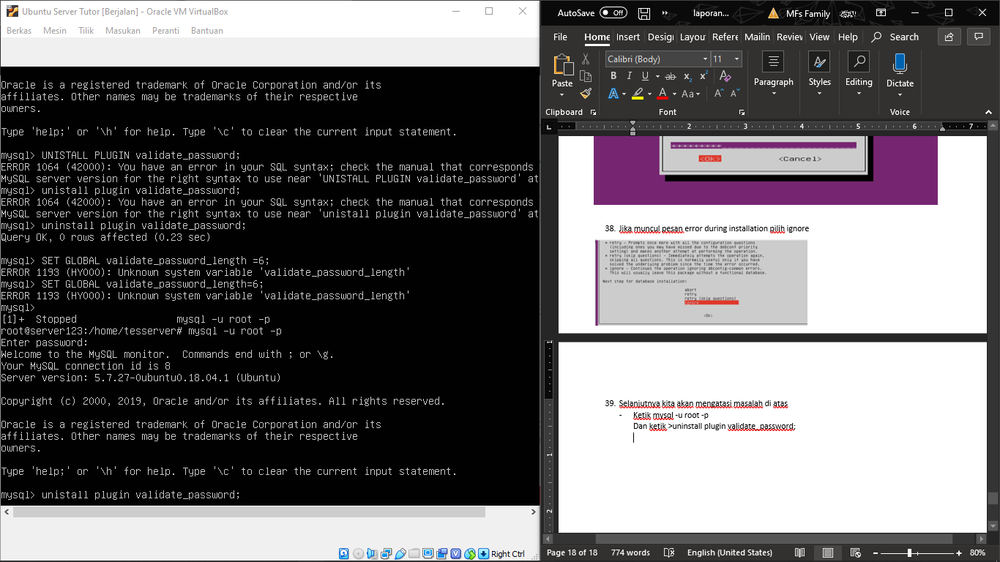 Ubuntu Server Tutor [Berjalan] - Oracle VM VirtualBox
Berkas Mesin Tilik Masukan Peranti Bantuan
Oracle is a registered trademark of Oracle Corporation and/or its
affiliates. Other names may be trademarks of their respective
owners.
Type 'help;' or '\h' for help. Type '\c' to clear the current input statement.
mysql> UNISTALL PLUGIN validate_password;
ERROR 1064 (42000): You have an error in your SQL syntax; check the manual that corresponds
MySQL server version for the right syntax to use near 'UNISTALL PLUGIN validate_password' at
mysql> unistall plugin validate_password;
ERROR 1064 (42000): You have an error in your SQL syntax; check the manual that corresponds
MySQL server version for the right syntax to use near 'unistall plugin validate_password' at
mysql> uninstall plugin validate_password;
Query OK, 0 rows affected (0.23 sec)
mysql> SET GLOBAL validate_password_length =6;
ERROR 1193 (HY000): Unknown system variable 'validate_password_length'
mysql> SET GLOBAL validate_password_length=6;
ERROR 1193 (HY000): Unknown system variable 'validate_password_length'
mysql>
[1]+  Stopped                 mysql -u root -p
root@server123:/home/tesserver# mysql -u root -p
Enter password:
Welcome to the MySQL monitor.  Commands end with ; or \g.
Your MySQL connection id is 8
Server version: 5.7.27-0ubuntu0.18.04.1 (Ubuntu)
Copyright (c) 2000, 2019, Oracle and/or its affiliates. All rights reserved.
Oracle is a registered trademark of Oracle Corporation and/or its
affiliates. Other names may be trademarks of their respective
owners.
Type 'help;' or '\h' for help. Type '\c' to clear the current input statement.
mysql> unistall plugin validate_password;
Right Ctrl
AutoSave Off laporan... MFs Family
File Home Insert Desig Layou Refere Mailin Review View Help Search
Paste
Calibri (Body) 11
B I U ab x2 x2
A A Aa A A
Paragraph Styles Editing Dictate
Clipboard Font Voice
1 2 3 4 5 6 7
<Ok> <Cancel>
38. Jika muncul pesan error during installation pilih ignore
* retry - Prompts once more with all the configuration questions
(including ones you may have missed due to the debconf priority
setting) and makes another attempt at performing the operation.
* retry (skip questions) - Immediately attempts the operation again,
skipping all questions. This is normally useful only if you have
solved the underlying problem since the time the error occurred.
* ignore - Continues the operation ignoring dbconfig-common errors.
This will usually leave this package without a functional database.
Next step for database installation:
abort
retry
retry (skip questions)
ignore
<Ok>
39. Selanjutnya kita akan mengatasi masalah di atas
- Ketik mysql -u root -p
Dan ketik >uninstall plugin validate_password;
Page 18 of 18 774 words English (United States) 80%